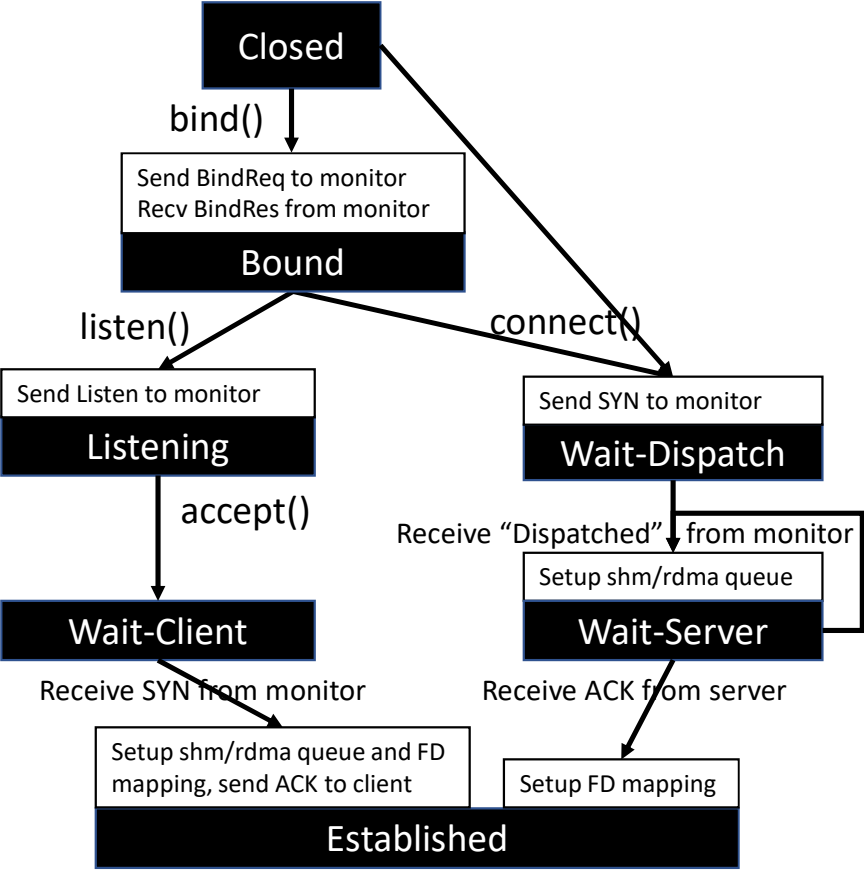 Closed
bind()
Send BindReq to monitor
Recv BindRes from monitor
Bound
listen()
connect()
Send Listen to monitor
Listening
Send SYN to monitor
Wait-Dispatch
accept()
Receive “Dispatched” from monitor
Setup shm/rdma queue
Wait-Client
Wait-Server
Receive SYN from monitor
Receive ACK from server
Setup shm/rdma queue and FD
mapping, send ACK to client
Setup FD mapping
Established